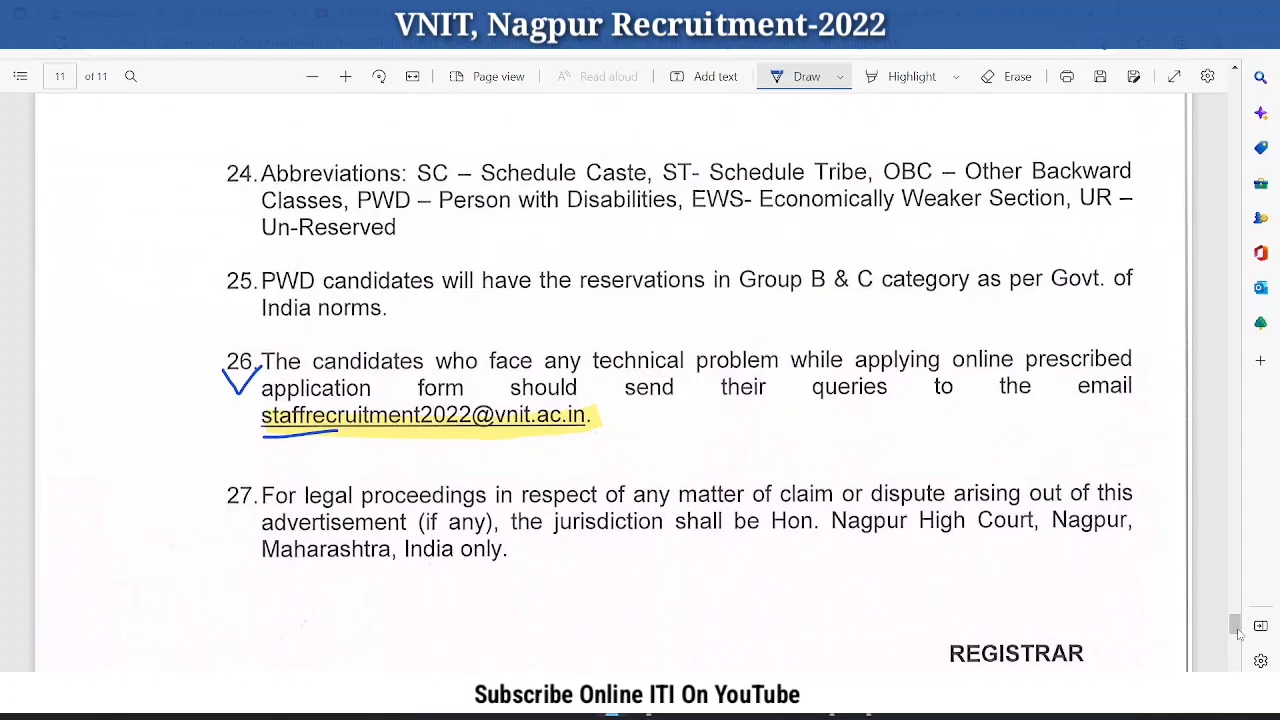 VNIT, Nagpur Recruitment-2022
11 of 11 Page view Read aloud Add text Draw Highlight Erase
24. Abbreviations: SC – Schedule Caste, ST- Schedule Tribe, OBC – Other Backward
Classes, PWD – Person with Disabilities, EWS- Economically Weaker Section, UR –
Un-Reserved
25. PWD candidates will have the reservations in Group B & C category as per Govt. of
India norms.
26. The candidates who face any technical problem while applying online prescribed
application form should send their queries to the email
staffrecruitment2022@vnit.ac.in.
27. For legal proceedings in respect of any matter of claim or dispute arising out of this
advertisement (if any), the jurisdiction shall be Hon. Nagpur High Court, Nagpur,
Maharashtra, India only.
REGISTRAR
Subscribe Online ITI On YouTube